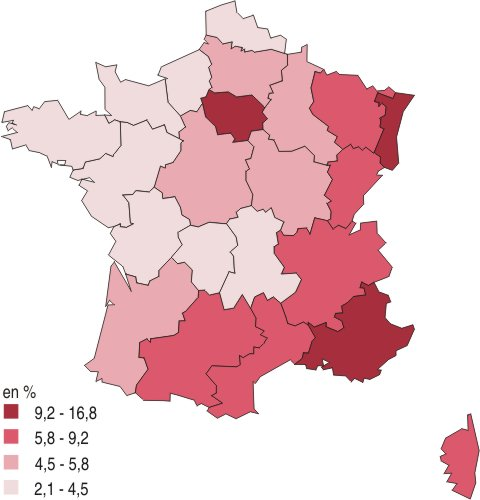 en %
9,2 - 16,8
5,8 - 9,2
4,5 - 5,8
2,1 - 4,5